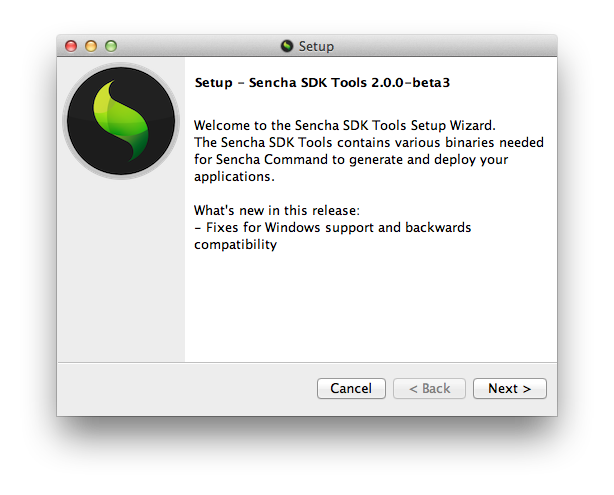 Setup
Setup - Sencha SDK Tools 2.0.0-beta3
Welcome to the Sencha SDK Tools Setup Wizard.
The Sencha SDK Tools contains various binaries needed
for Sencha Command to generate and deploy your
applications.
What's new in this release:
- Fixes for Windows support and backwards
compatibility
Cancel
< Back
Next >